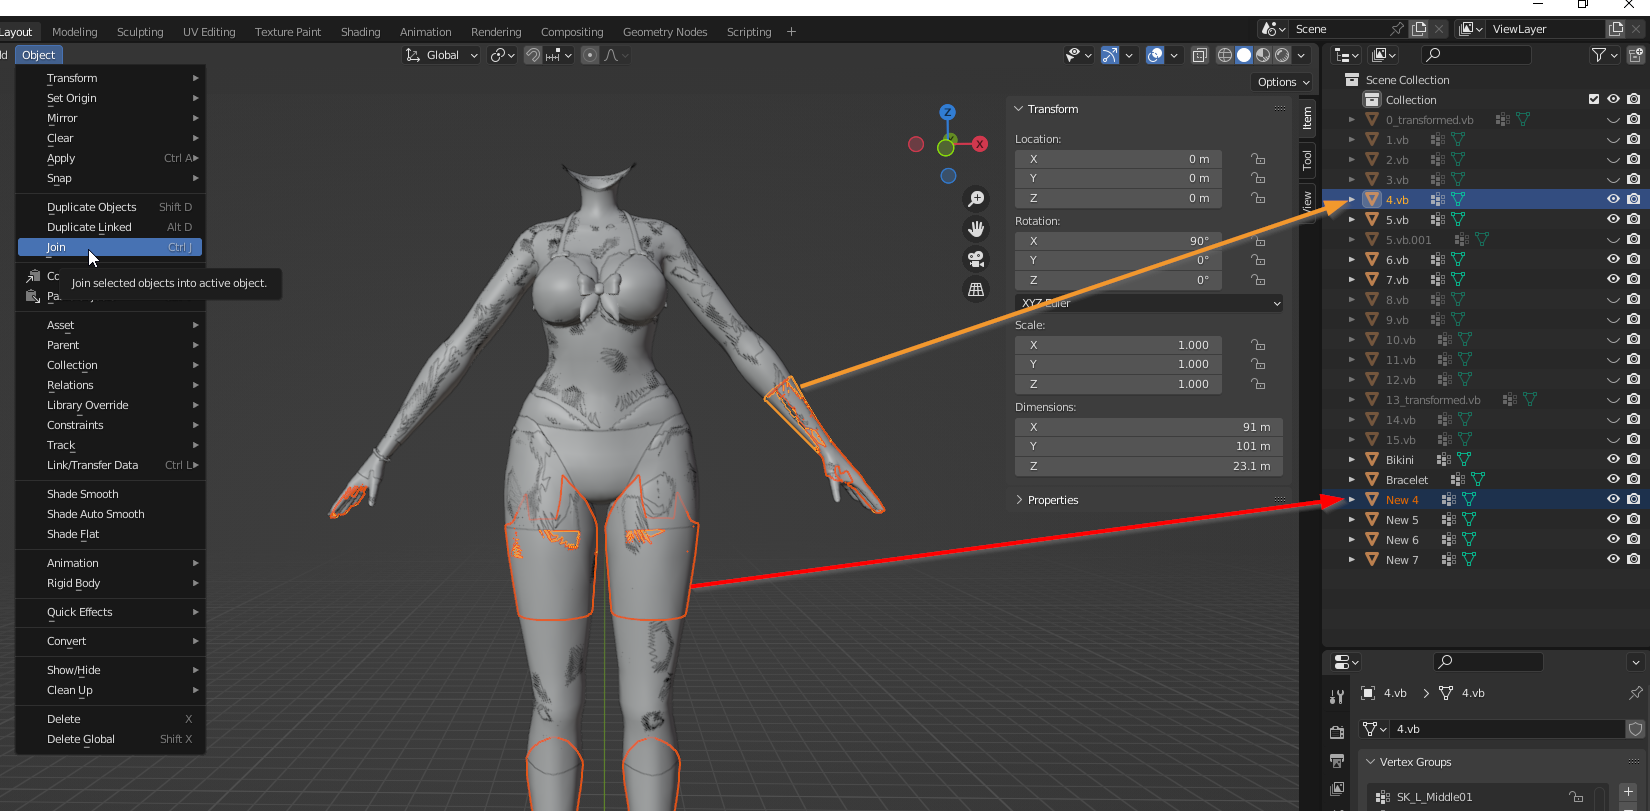 Layout Modeling Sculpting UV Editing Texture Paint Shading Animation Rendering Compositing Geometry Nodes Scripting + Scene ViewLayer
ld Object Global
Options
Transform
Set Origin
Mirror
Clear
Apply Ctrl A
Snap
Duplicate Objects Shift D
Duplicate Linked Alt D
Join Ctrl J
Join selected objects into active object.
Co
Pa
Asset
Parent
Collection
Relations
Library Override
Constraints
Track
Link/Transfer Data Ctrl L
Shade Smooth
Shade Auto Smooth
Shade Flat
Animation
Rigid Body
Quick Effects
Convert
Show/Hide
Clean Up
Delete X
Delete Global Shift X
Z
Y
X
Transform
Location:
X 0 m
Y 0 m
Z 0 m
Rotation:
X 90°
Y 0°
Z 0°
XYZ Euler
Scale:
X 1.000
Y 1.000
Z 1.000
Dimensions:
X 91 m
Y 101 m
Z 23.1 m
Properties
Item
Tool
View
Scene Collection
Collection
0_transformed.vb
1.vb
2.vb
3.vb
4.vb
5.vb
5.vb.001
6.vb
7.vb
8.vb
9.vb
10.vb
11.vb
12.vb
13_transformed.vb
14.vb
15.vb
Bikini
Bracelet
New 4
New 5
New 6
New 7
4.vb > 4.vb
4.vb
Vertex Groups
SK_L_Middle01